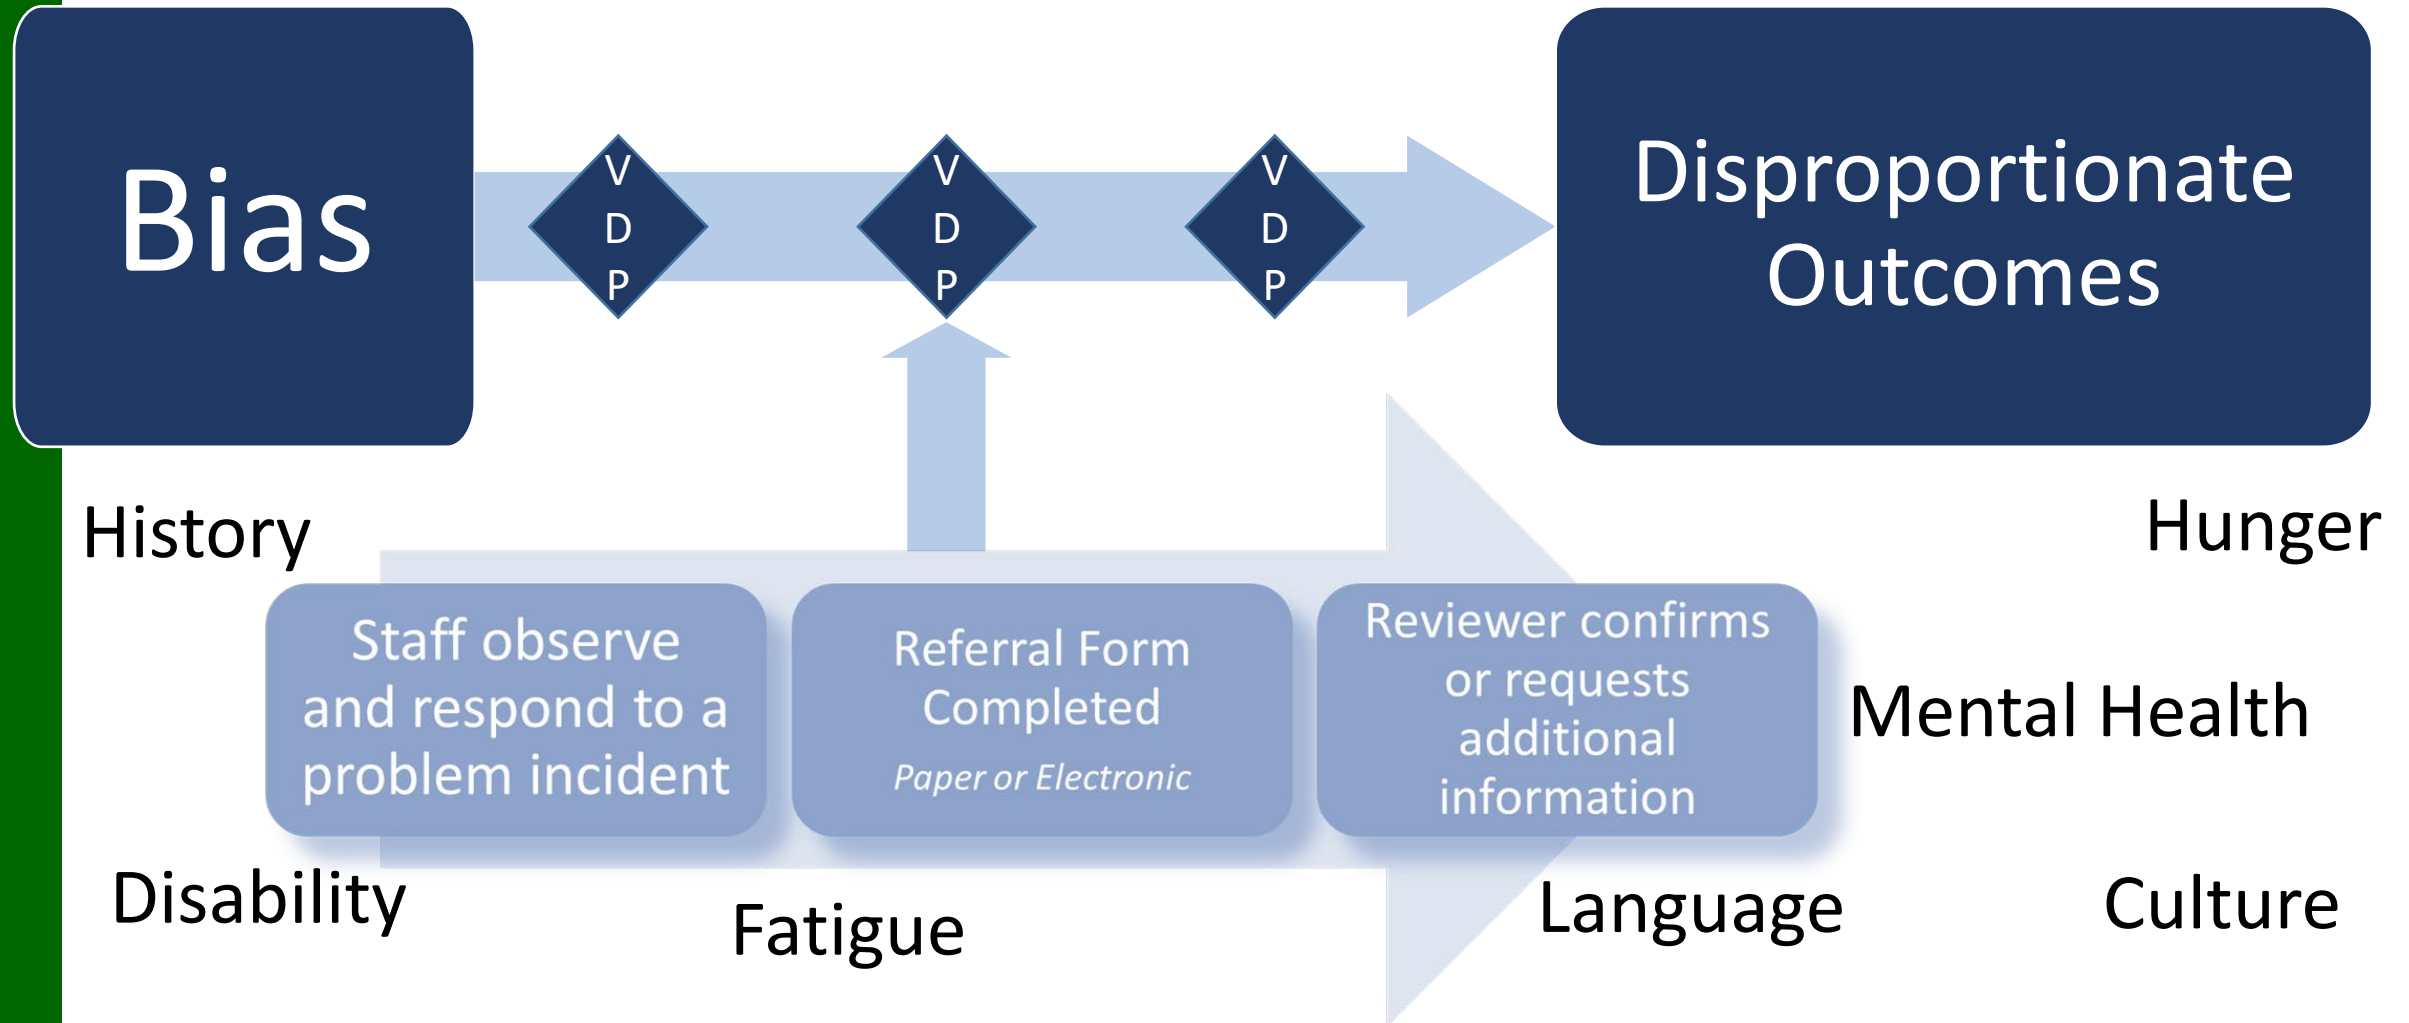 Bias
V
D
P
V
D
P
V
D
P
Disproportionate
Outcomes
History
Hunger
Staff observe
and respond to a
problem incident
Referral Form
Completed
Paper or Electronic
Reviewer confirms
or requests
additional
information
Mental Health
Disability
Fatigue
Language
Culture